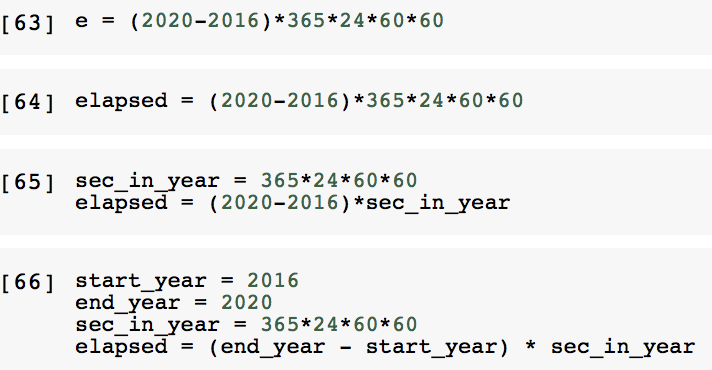 [63] e = (2020-2016)*365*24*60*60
[64] elapsed = (2020-2016)*365*24*60*60
[65] sec_in_year = 365*24*60*60
elapsed = (2020-2016)*sec_in_year
[66] start_year = 2016
end_year = 2020
sec_in_year = 365*24*60*60
elapsed = (end_year - start_year) * sec_in_year